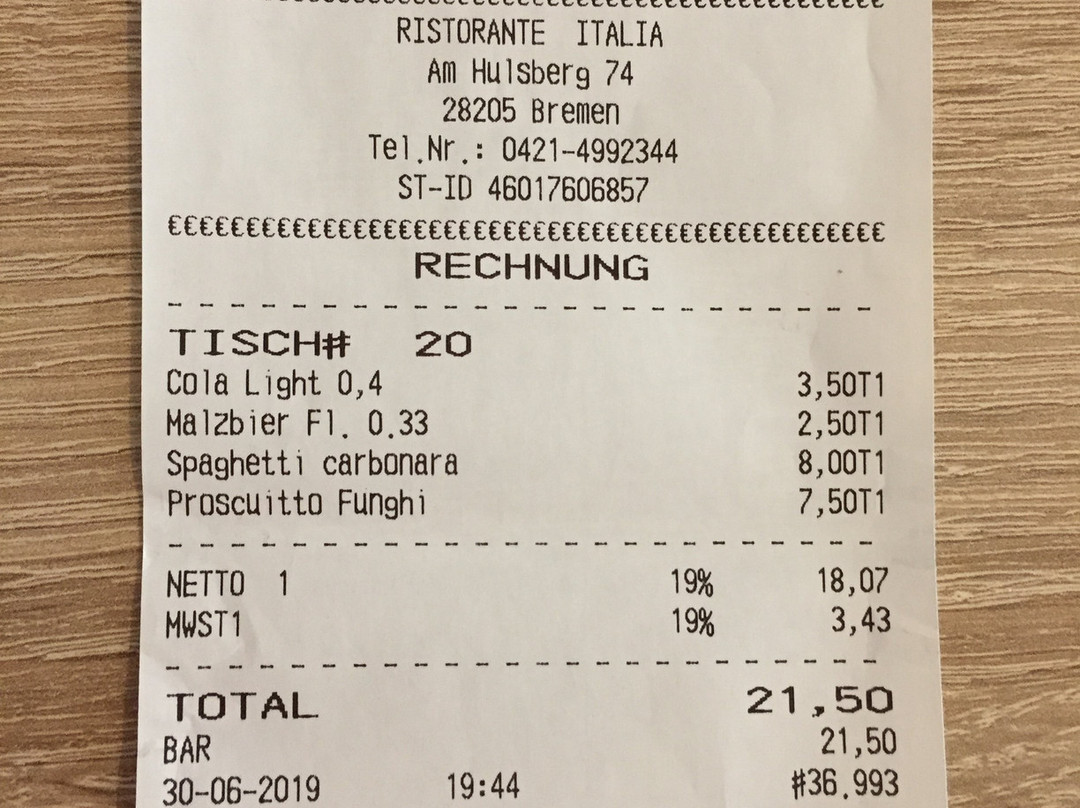 RISTORANTE ITALIA
Am Hulsberg 74
28205 Bremen
Tel.Nr.: 0421-4992344
ST-ID 46017606857
€€€€€€€€€€€€€€€€€€€€€€€€€€€€€€€€€€€€€€€€€€€€€€
RECHNUNG
TISCH# 20
Cola Light 0,4 3,50T1
Malzbier Fl. 0.33 2,50T1
Spaghetti carbonara 8,00T1
Proscuitto Funghi 7,50T1
NETTO 1 19% 18,07
MWST1 19% 3,43
TOTAL 21,50
BAR 21,50
30-06-2019 19:44 #36.993